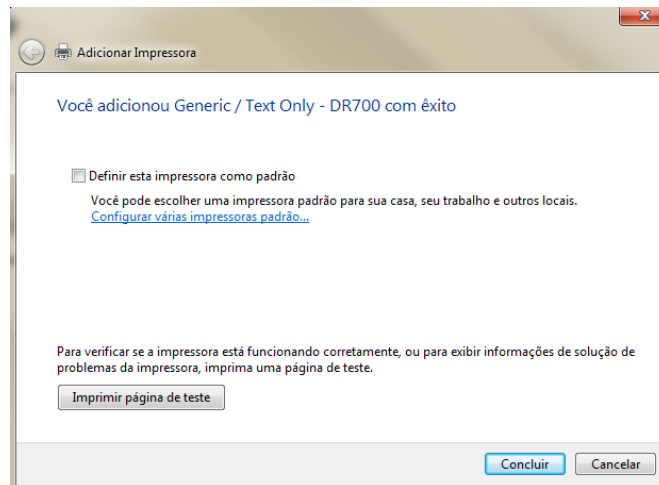 Adicionar Impressora
Você adicionou Generic / Text Only - DR700 com êxito
Definir esta impressora como padrão
Você pode escolher uma impressora padrão para sua casa, seu trabalho e outros locais.
Configurar várias impressoras padrão...
Para verificar se a impressora está funcionando corretamente, ou para exibir informações de solução de
problemas da impressora, imprima uma página de teste.
Imprimir página de teste
Concluir Cancelar